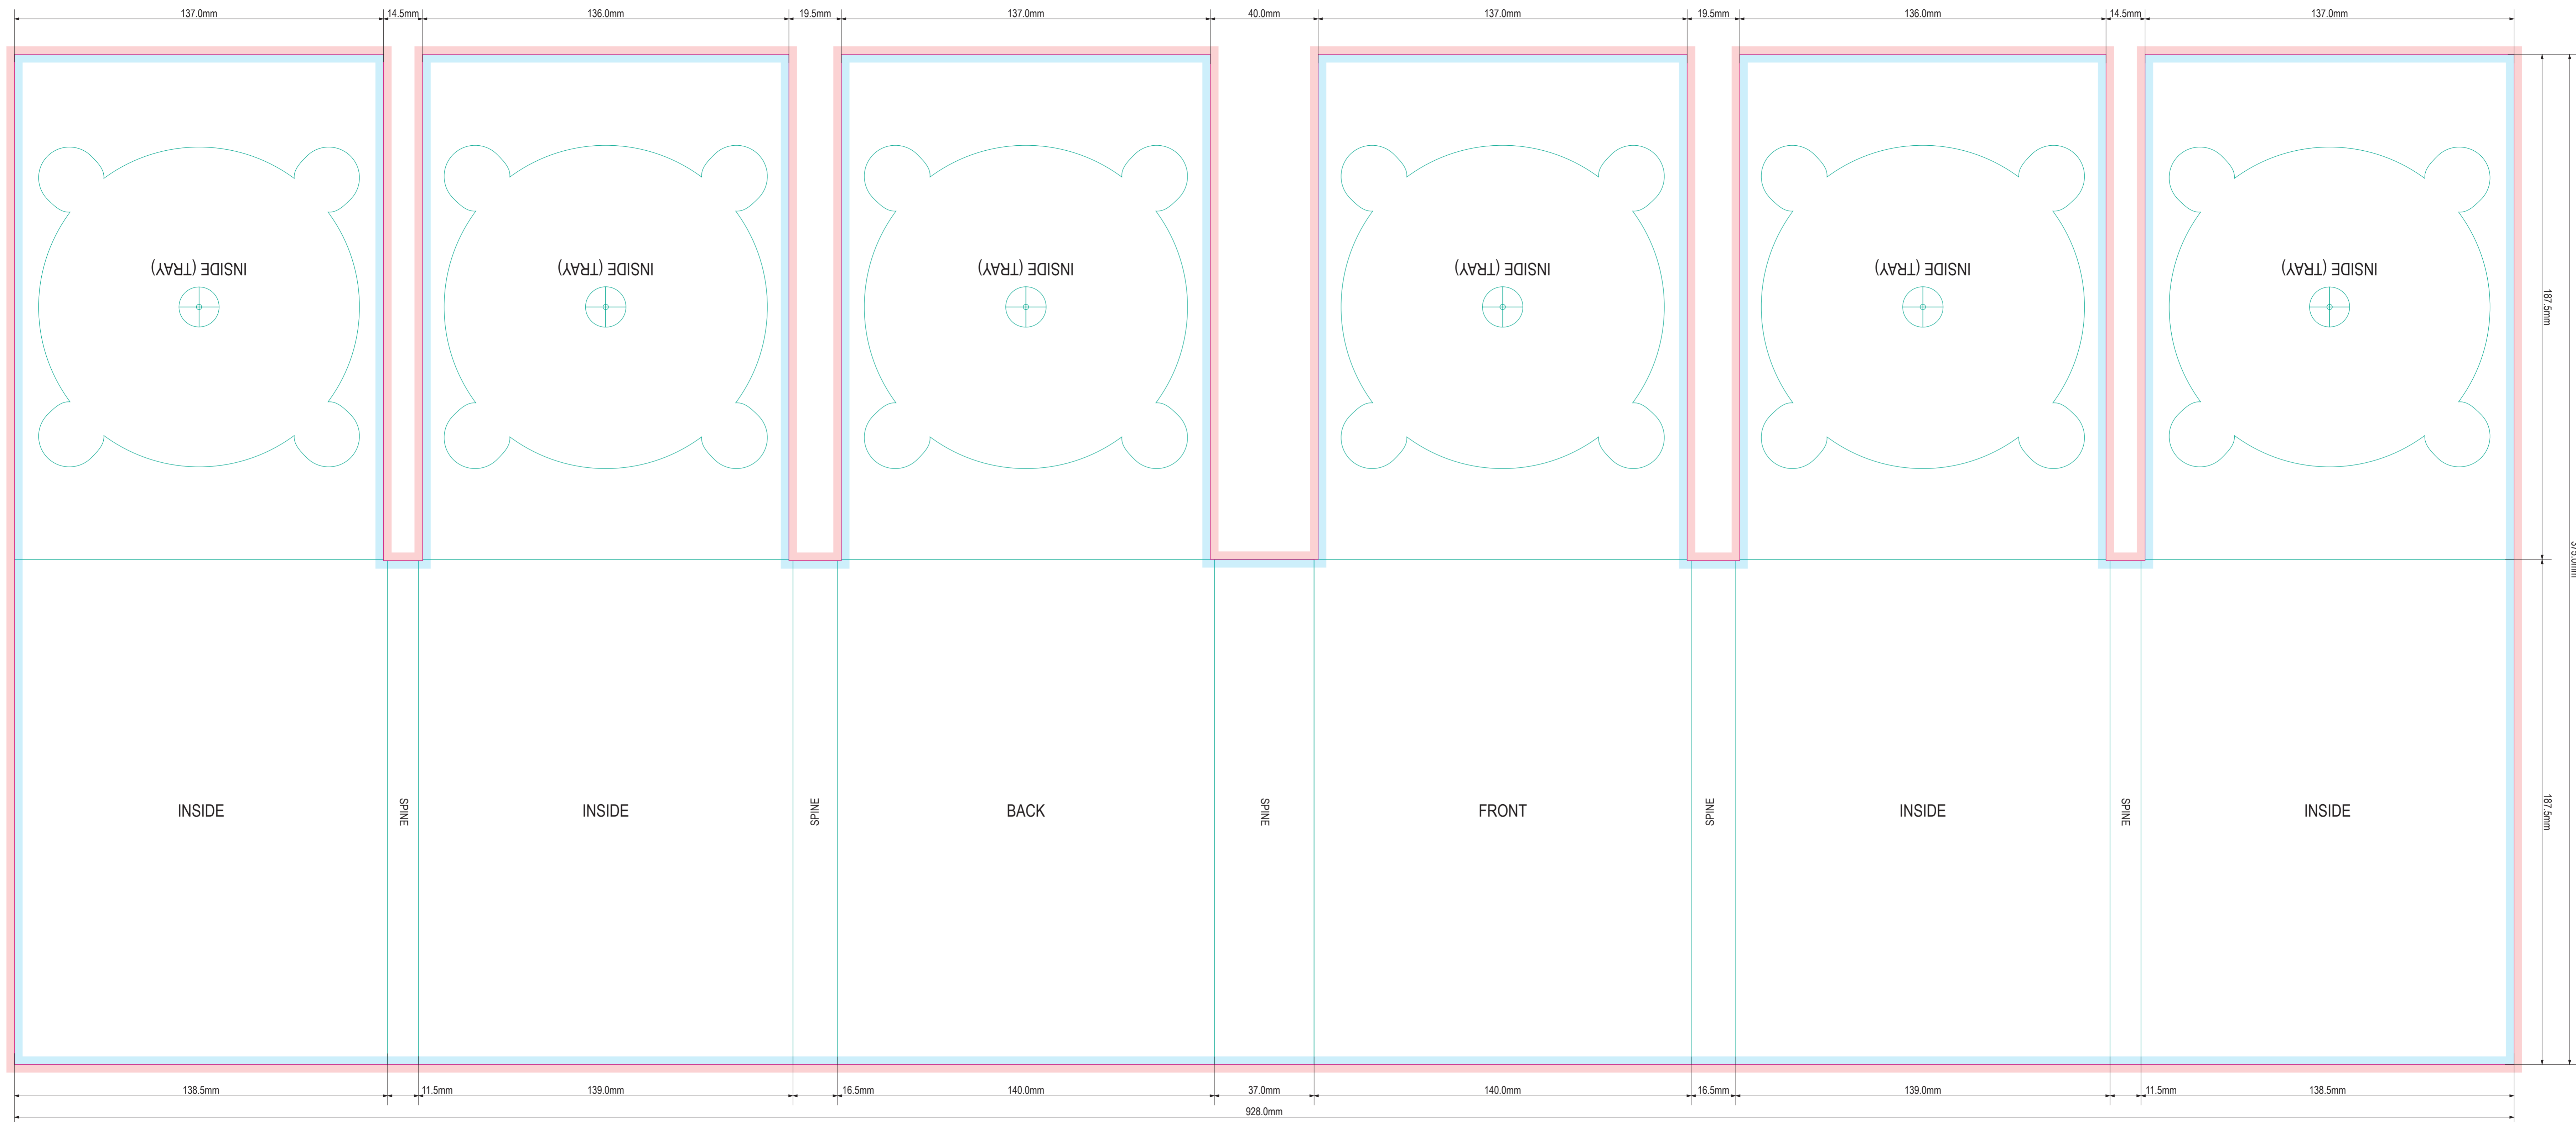 137.0mm 14.5mm 136.0mm 19.5mm 137.0mm 40.0mm 137.0mm 19.5mm 136.0mm 14.5mm 137.0mm
INSIDE (TRAY) INSIDE (TRAY) INSIDE (TRAY) INSIDE (TRAY) INSIDE (TRAY) INSIDE (TRAY)
187.5mm
375.0mm
INSIDE SPINE INSIDE SPINE BACK SPINE FRONT SPINE INSIDE SPINE INSIDE
187.5mm
138.5mm 11.5mm 139.0mm 16.5mm 140.0mm 37.0mm 140.0mm 16.5mm 139.0mm 11.5mm 138.5mm
928.0mm